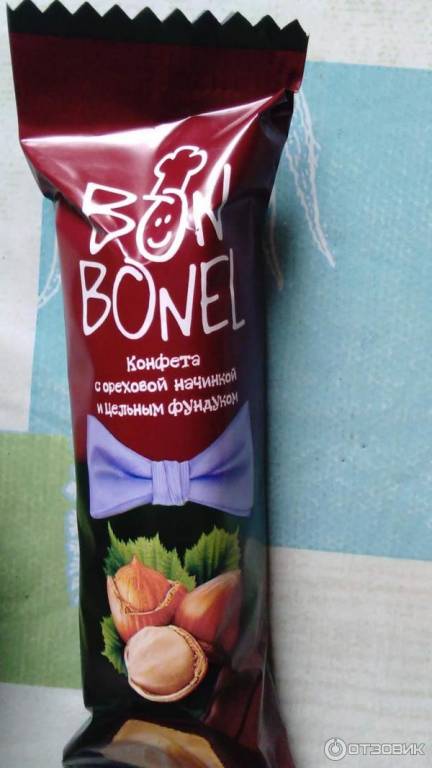 BON
BONEL
Конфета
с ореховой начинкой
и цельным фундуком
ОТЗОВИК